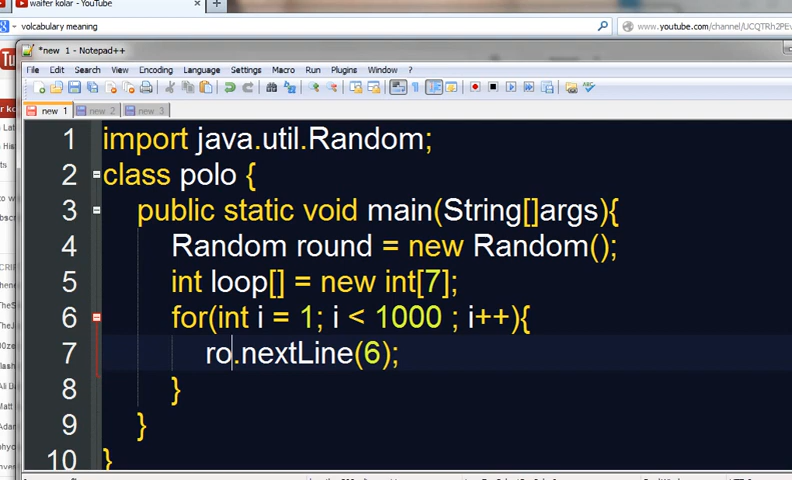 waiter kolar - YouTube
volcabulary meaning
www.youtube.com/channel/UCQTRh2PEv
*new 1 - Notepad++
File Edit Search View Encoding Language Settings Macro Run Plugins Window ?
new 1 new 2 new 3
1 import java.util.Random;
2 class polo {
3 public static void main(String[]args){
4 Random round = new Random();
5 int loop[] = new int[7];
6 for(int i = 1; i < 1000 ; i++){
7 ro.nextLine(6);
8 }
9 }
10 }